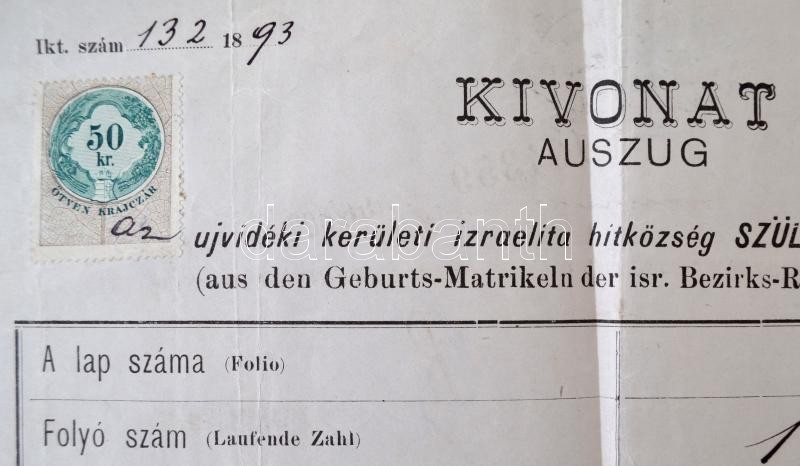 Ikt. szám 132 1893
KIVONAT
AUSZUG
50
kr.
ÖTVEN KRAJCZÁR
az ujvidéki kerületi izraelita hitközség SZÜL
(aus den Geburts-Matrikeln der isr. Bezirks-R
darabanth
A lap száma (Folio)
Folyó szám (Laufende Zahl)